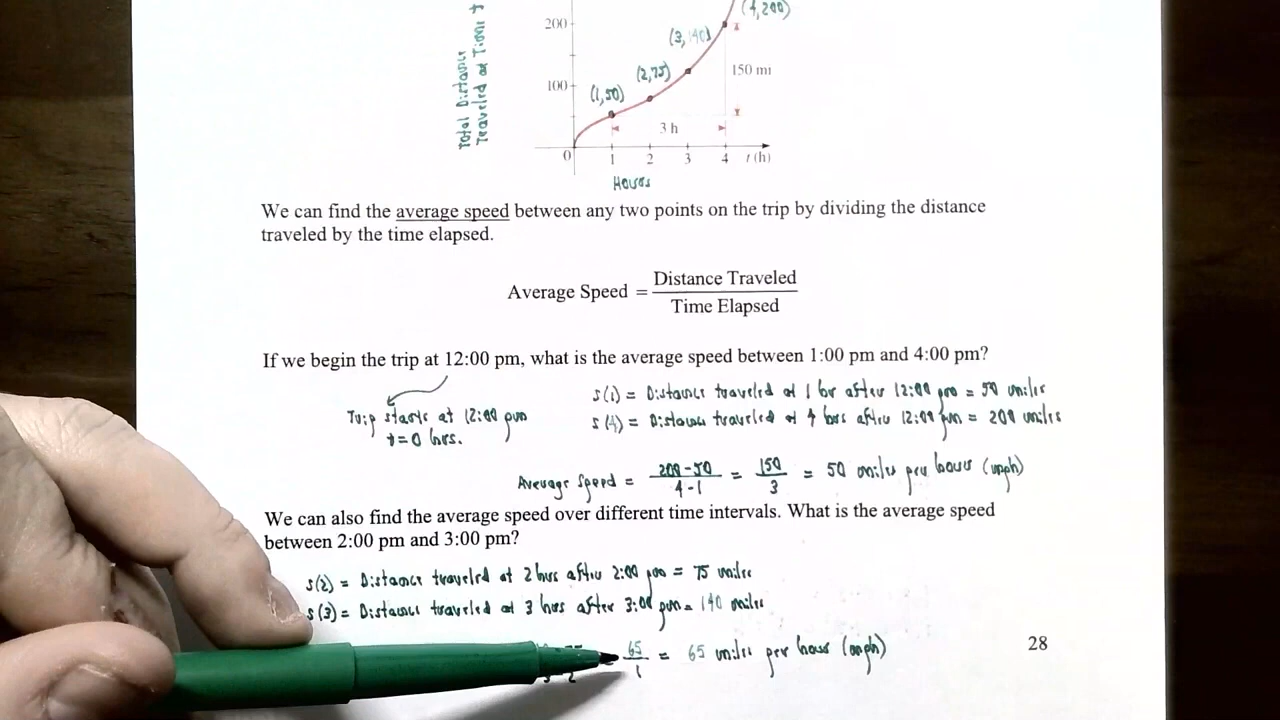 200
(4,200)
Total Distance
Traveled at Time t
(3,140)
(2,75)
150 mi
100
(1,50)
3 h
0 1 2 3 4 t (h)
Hours
We can find the average speed between any two points on the trip by dividing the distance
traveled by the time elapsed.
Average Speed = Distance Traveled
Time Elapsed
If we begin the trip at 12:00 pm, what is the average speed between 1:00 pm and 4:00 pm?
s(1) = Distance traveled at 1 hr after 12:00 pm = 50 miles
Trip starts at 12:00 pm
s(4) = Distance traveled at 4 hrs after 12:00 pm = 200 miles
t=0 hrs.
Average Speed = 200-50 / 4-1 = 150 / 3 = 50 miles per hour (mph)
We can also find the average speed over different time intervals. What is the average speed
between 2:00 pm and 3:00 pm?
s(2) = Distance traveled at 2 hrs after 2:00 pm = 75 miles
s(3) = Distance traveled at 3 hrs after 3:00 pm = 140 miles
65 / 1 = 65 miles per hour (mph)
28